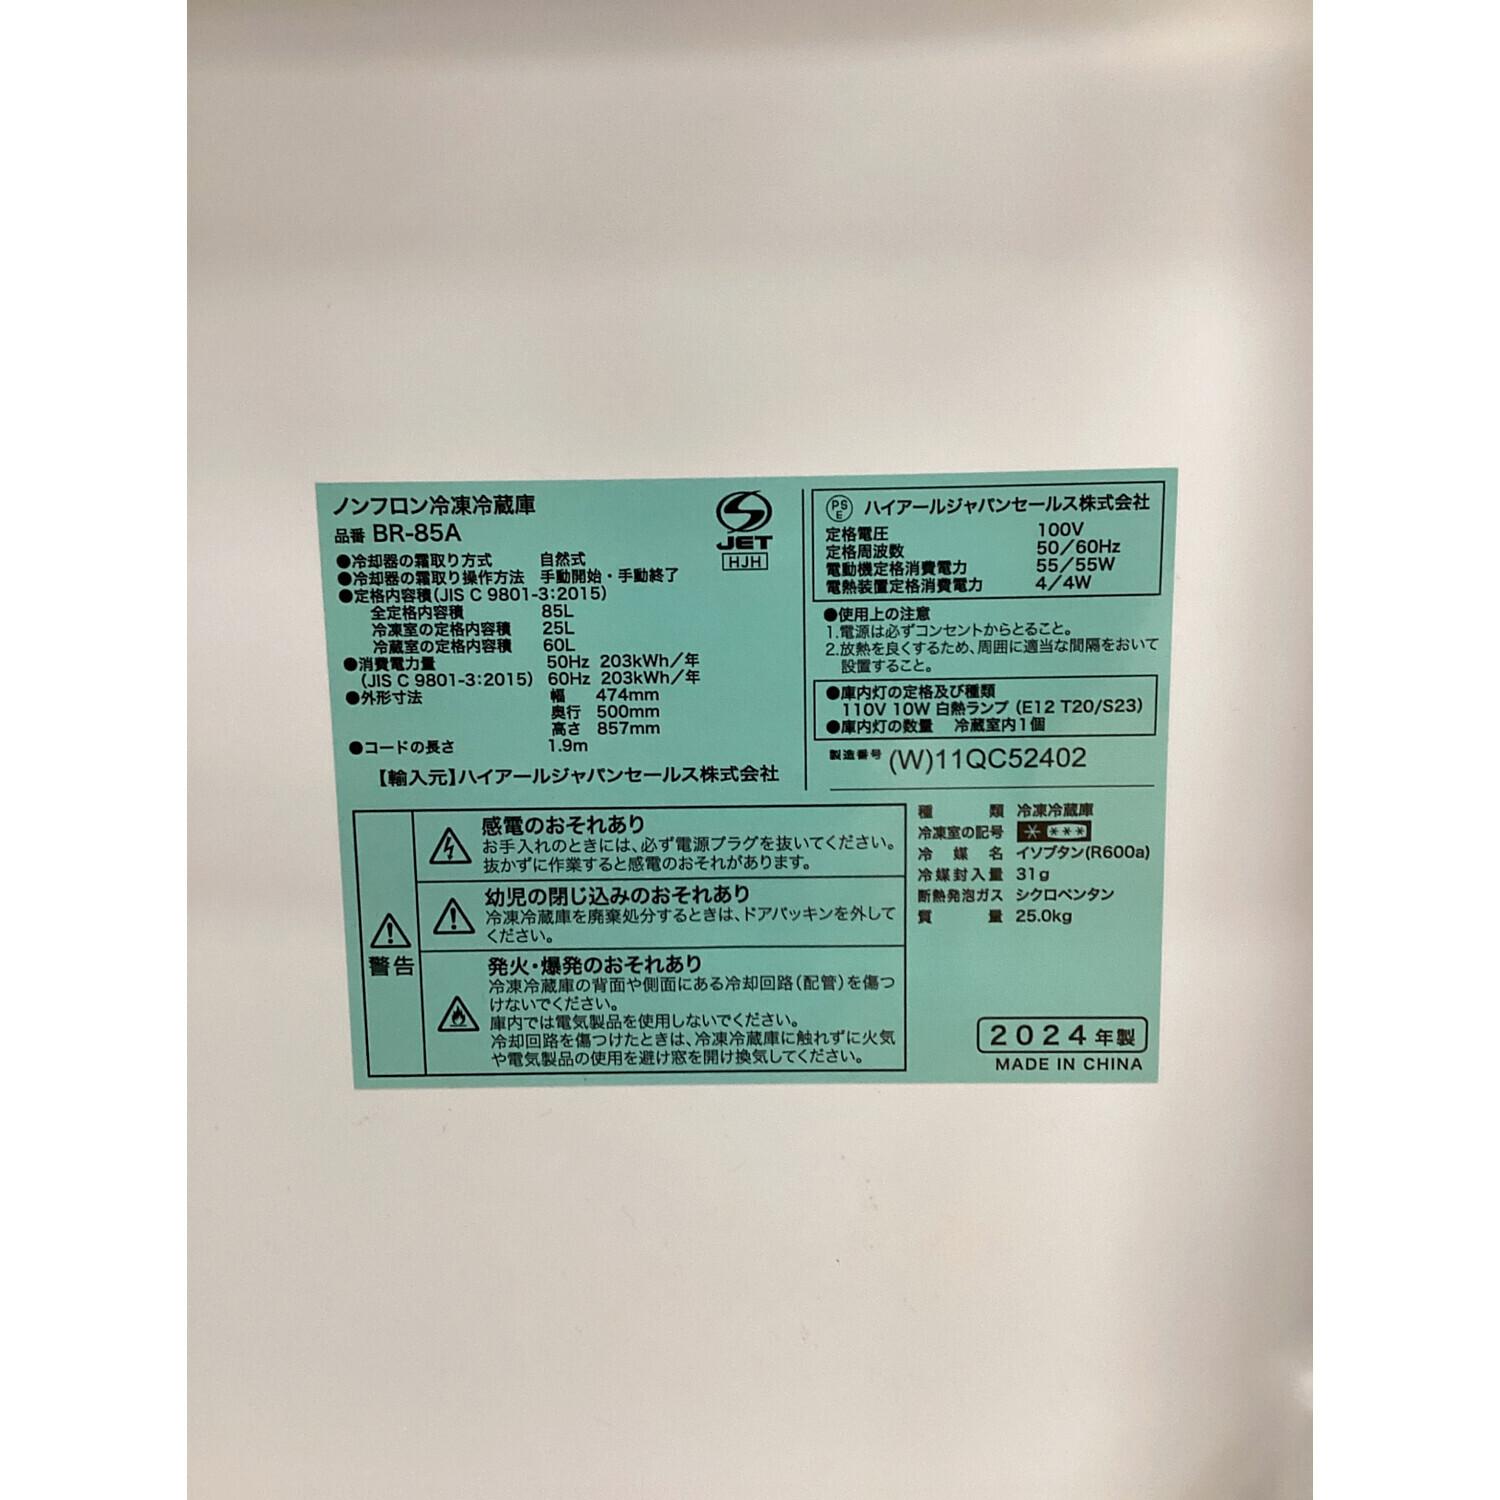 ノンフロン冷凍冷蔵庫
品番 BR-85A
JET
HJH
●冷却器の霜取り方式 自然式
●冷却器の霜取り操作方法 手動開始・手動終了
●定格内容積(JIS C 9801-3:2015)
全定格内容積 85L
冷凍室の定格内容積 25L
冷蔵室の定格内容積 60L
●消費電力量 50Hz 203kWh/年
(JIS C 9801-3:2015) 60Hz 203kWh/年
●外形寸法 幅 474mm
奥行 500mm
高さ 857mm
●コードの長さ 1.9m
【輸入元】ハイアールジャパンセールス株式会社
PSE ハイアールジャパンセールス株式会社
定格電圧 100V
定格周波数 50/60Hz
電動機定格消費電力 55/55W
電熱装置定格消費電力 4/4W
●使用上の注意
1.電源は必ずコンセントからとること。
2.放熱を良くするため、周囲に適当な間隔をおいて
設置すること。
●庫内灯の定格及び種類
110V 10W 白熱ランプ (E12 T20/S23)
●庫内灯の数量 冷蔵室内1個
製造番号 (W)11QC52402
警告
感電のおそれあり
お手入れのときには、必ず電源プラグを抜いてください。
抜かずに作業すると感電のおそれがあります。
幼児の閉じ込みのおそれあり
冷凍冷蔵庫を廃棄処分するときは、ドアパッキンを外して
ください。
発火・爆発のおそれあり
冷凍冷蔵庫の背面や側面にある冷却回路(配管)を傷つ
けないでください。
庫内では電気製品を使用しないでください。
冷却回路を傷つけたときは、冷凍冷蔵庫に触れずに火気
や電気製品の使用を避け窓を開け換気してください。
種類 冷凍冷蔵庫
冷凍室の記号 * ***
冷媒名 イソブタン(R600a)
冷媒封入量 31g
断熱発泡ガス シクロペンタン
質量 25.0kg
2024年製
MADE IN CHINA